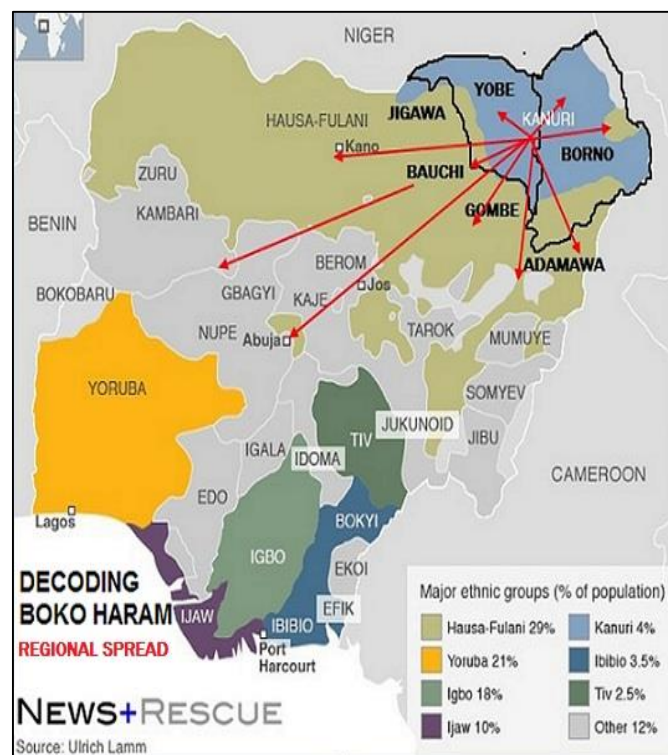 NIGER
YOBE
KANURI
JIGAWA
HAUSA-FULANI
Kano
BORNO
BAUCHI
ZURU
KAMBARI
GOMBE
BENIN
ADAMAWA
BEROM
BOKOBARU
GBAGYI
KAJE
Jos
NUPE
TAROK
Abuja
MUMUYE
YORUBA
SOMYEV
JUKUNOID
TIV
JIBU
IGALA
IDOMA
CAMEROON
EDO
BOKYI
Lagos
IGBO
EKOI
DECODING
BOKO HARAM
REGIONAL SPREAD
IJAW
EFIK
IBIBIO
Port
Harcourt
Major ethnic groups (% of population)
Hausa-Fulani 29%
Kanuri 4%
Yoruba 21%
Ibibio 3.5%
Igbo 18%
Tiv 2.5%
Ijaw 10%
Other 12%
NEWS+RESCUE
Source: Ulrich Lamm